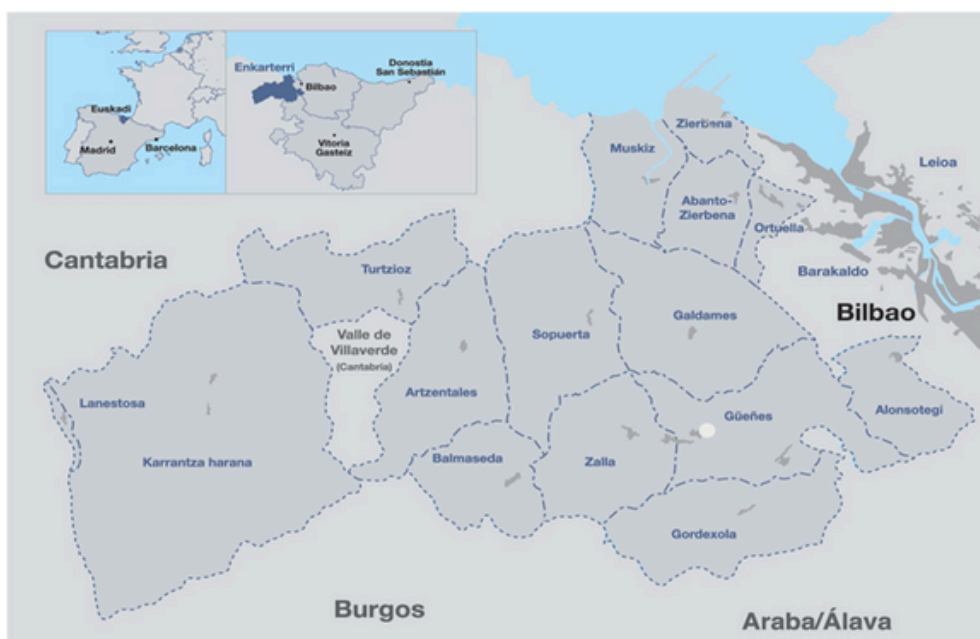 Euskadi
Madrid
Barcelona
Enkarterri
Bilbao
Donostia
San Sebastián
Vitoria
Gasteiz
Zierbena
Muskiz
Leioa
Abanto-
Zierbena
Ortuella
Cantabria
Turtzioz
Barakaldo
Bilbao
Valle de
Villaverde
(Cantabria)
Sopuerta
Galdames
Lanestosa
Artzentales
Güeñes
Alonsotegi
Karrantza harana
Balmaseda
Zalla
Gordexola
Burgos
Araba/Álava